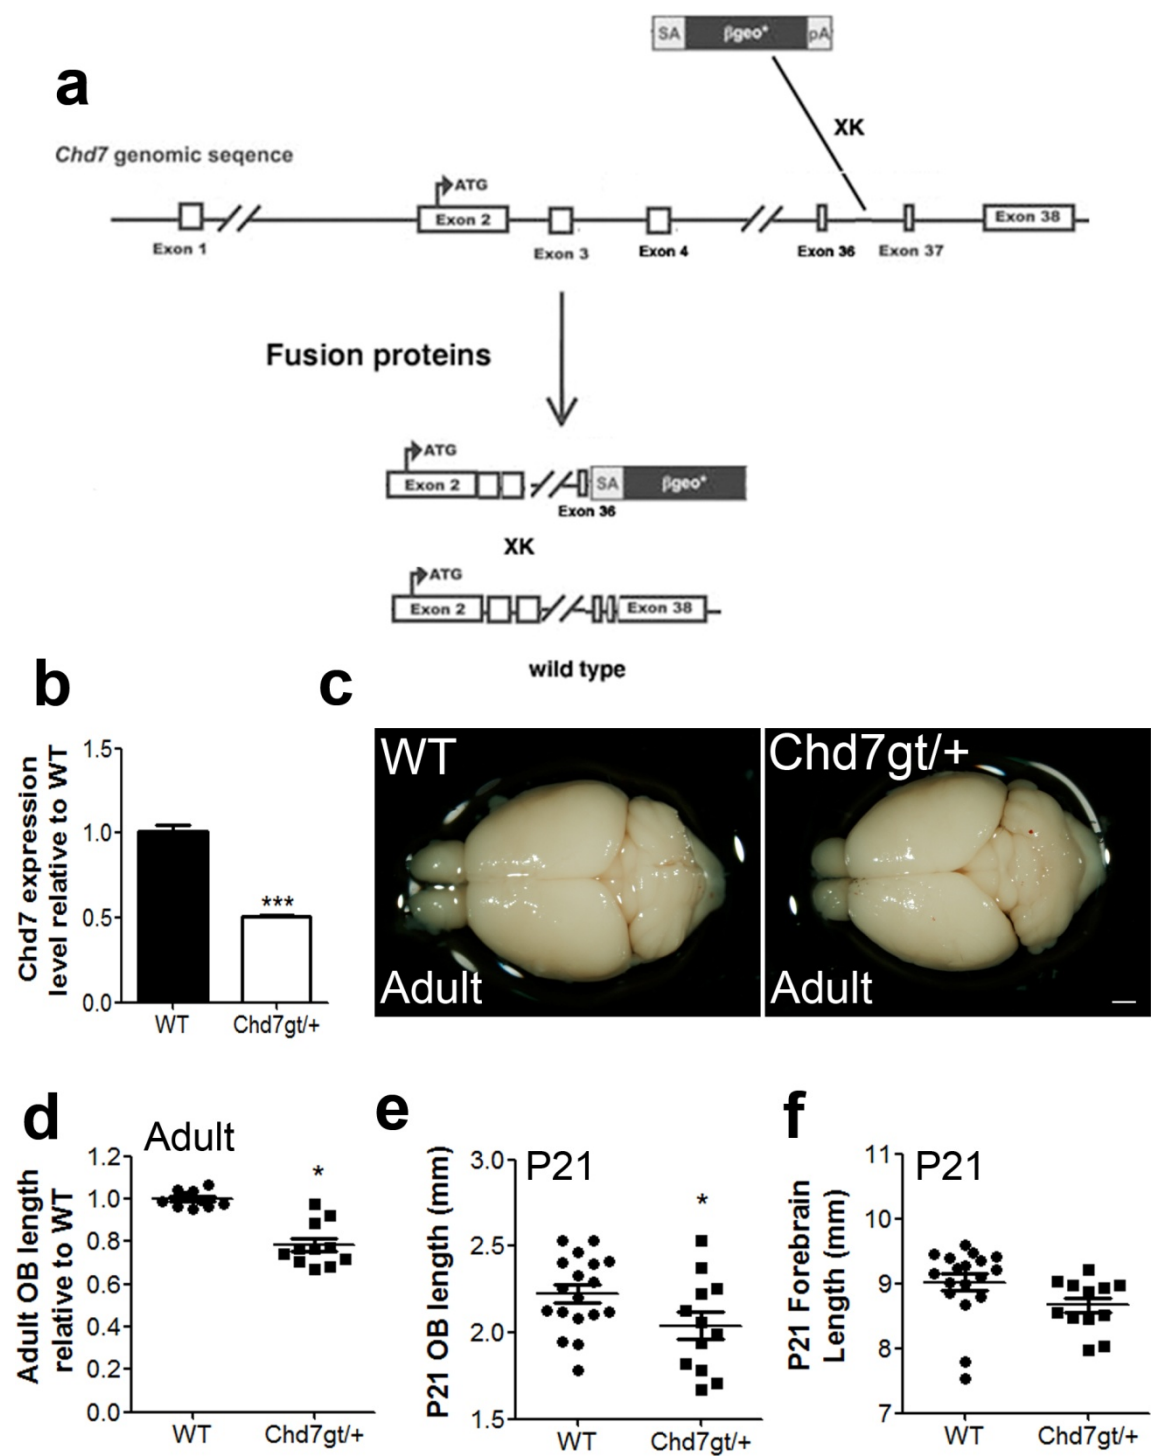 a
SA βgeo* pA
XK
Chd7 genomic seqence
ATG
Exon 2
Exon 38
Exon 1
Exon 3
Exon 4
Exon 36
Exon 37
Fusion proteins
ATG
Exon 2
SA
βgeo*
Exon 36
XK
ATG
Exon 2
Exon 38
wild type
b
Chd7 expression
level relative to WT
1.5
1.0
0.5
0.0
***
WT
Chd7gt/+
c
WT
Adult
Chd7gt/+
Adult
d
Adult
Adult OB length
relative to WT
1.2
1.0
0.8
0.6
0.4
0.2
0.0
*
WT
Chd7gt/+
e
P21
P21 OB length (mm)
3.0
2.5
2.0
1.5
*
WT
Chd7gt/+
f
P21
P21 Forebrain
Length (mm)
11
10
9
8
7
WT
Chd7gt/+